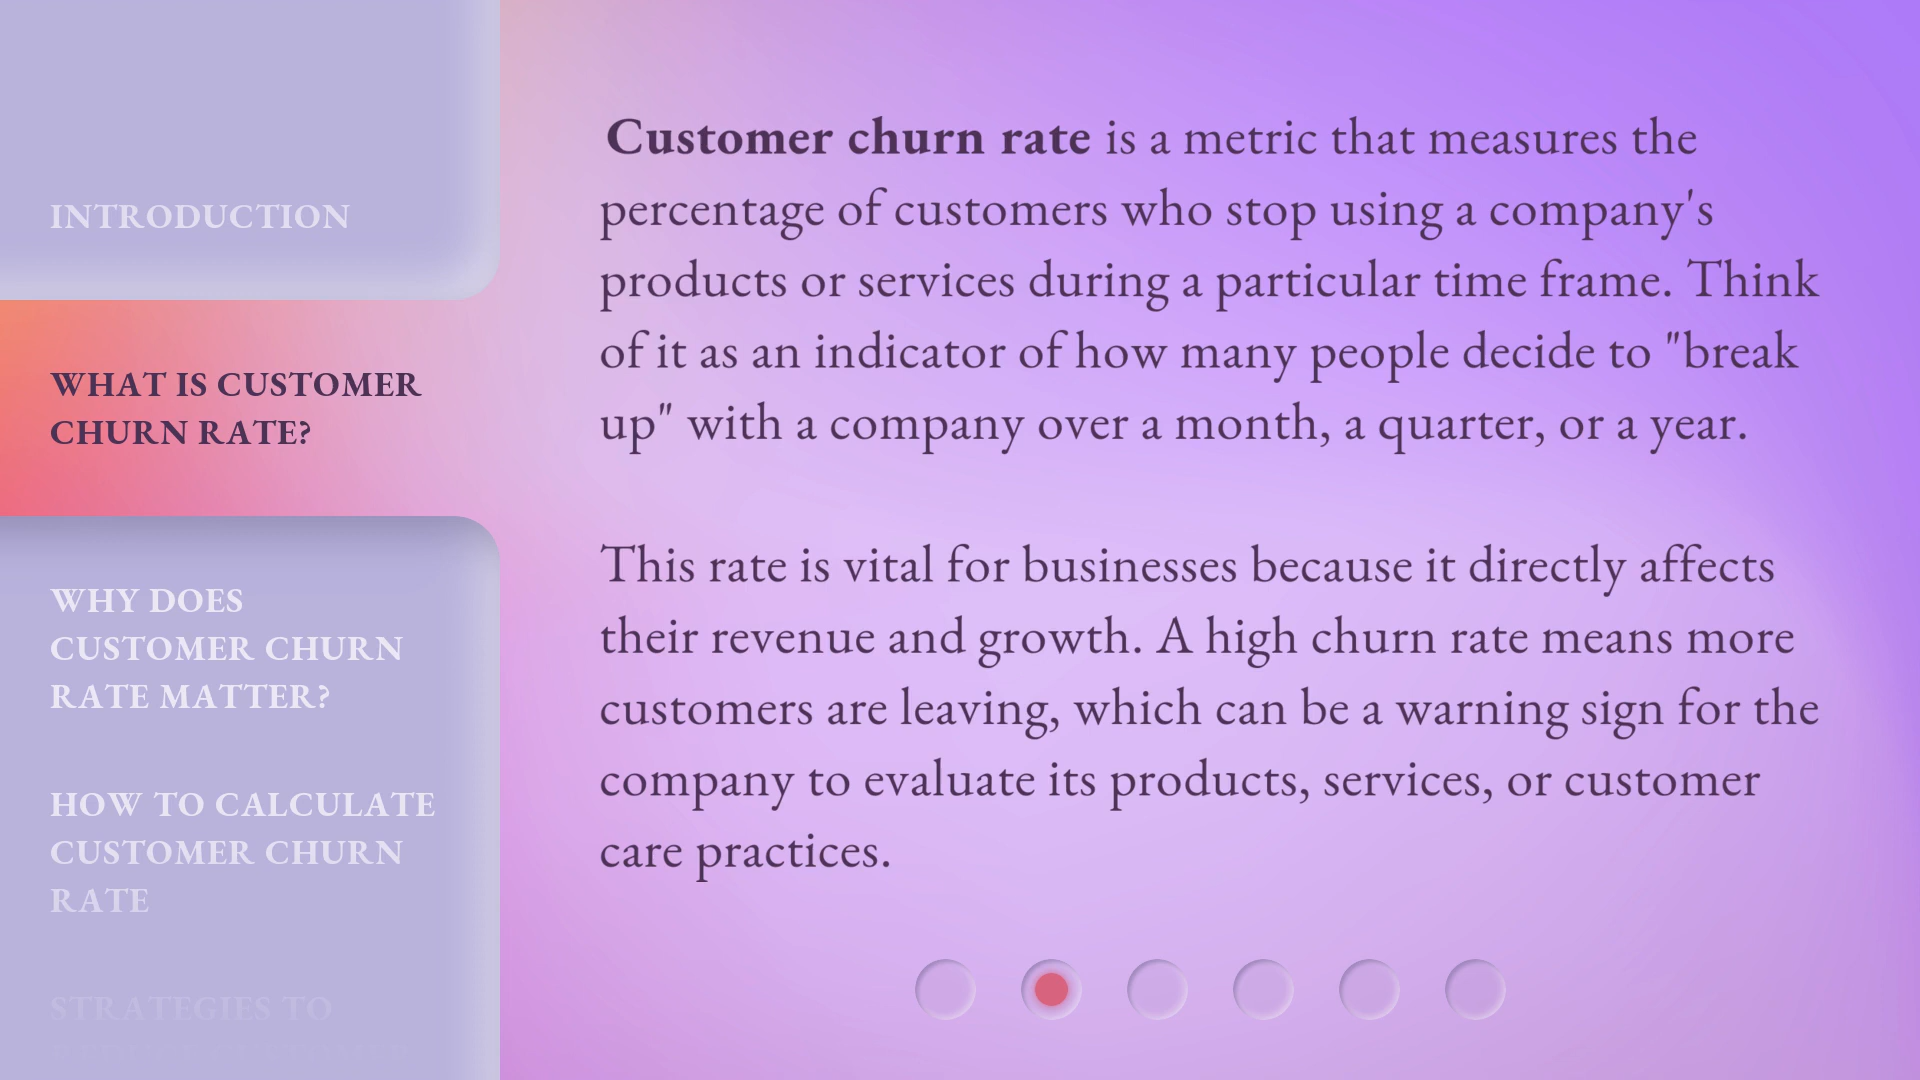 INTRODUCTION
WHAT IS CUSTOMER
CHURN RATE?
WHY DOES
CUSTOMER CHURN
RATE MATTER?
HOW TO CALCULATE
CUSTOMER CHURN
RATE
STRATEGIES TO
Customer churn rate is a metric that measures the
percentage of customers who stop using a company's
products or services during a particular time frame. Think
of it as an indicator of how many people decide to "break
up" with a company over a month, a quarter, or a year.
This rate is vital for businesses because it directly affects
their revenue and growth. A high churn rate means more
customers are leaving, which can be a warning sign for the
company to evaluate its products, services, or customer
care practices.